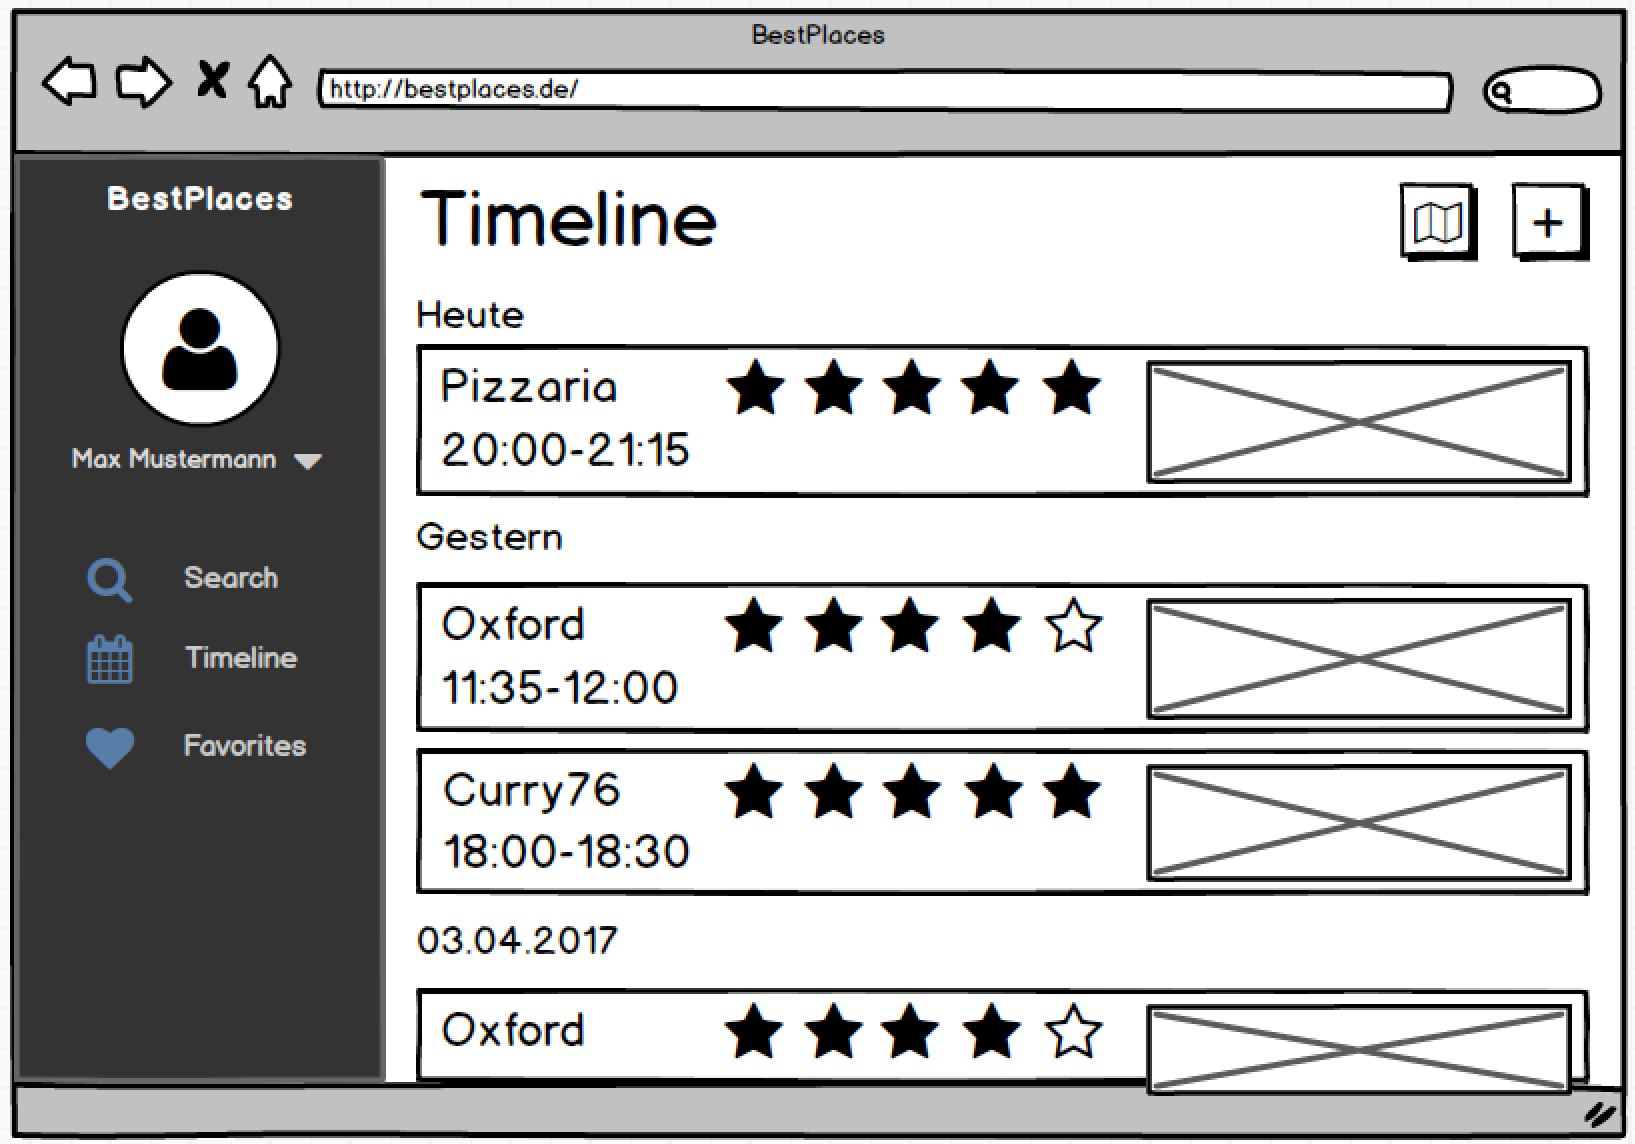 BestPlaces
http://bestplaces.de/
BestPlaces
Max Mustermann
Search
Timeline
Favorites
Timeline
+
Heute
Pizzaria
20:00-21:15
Gestern
Oxford
11:35-12:00
Curry76
18:00-18:30
03.04.2017
Oxford